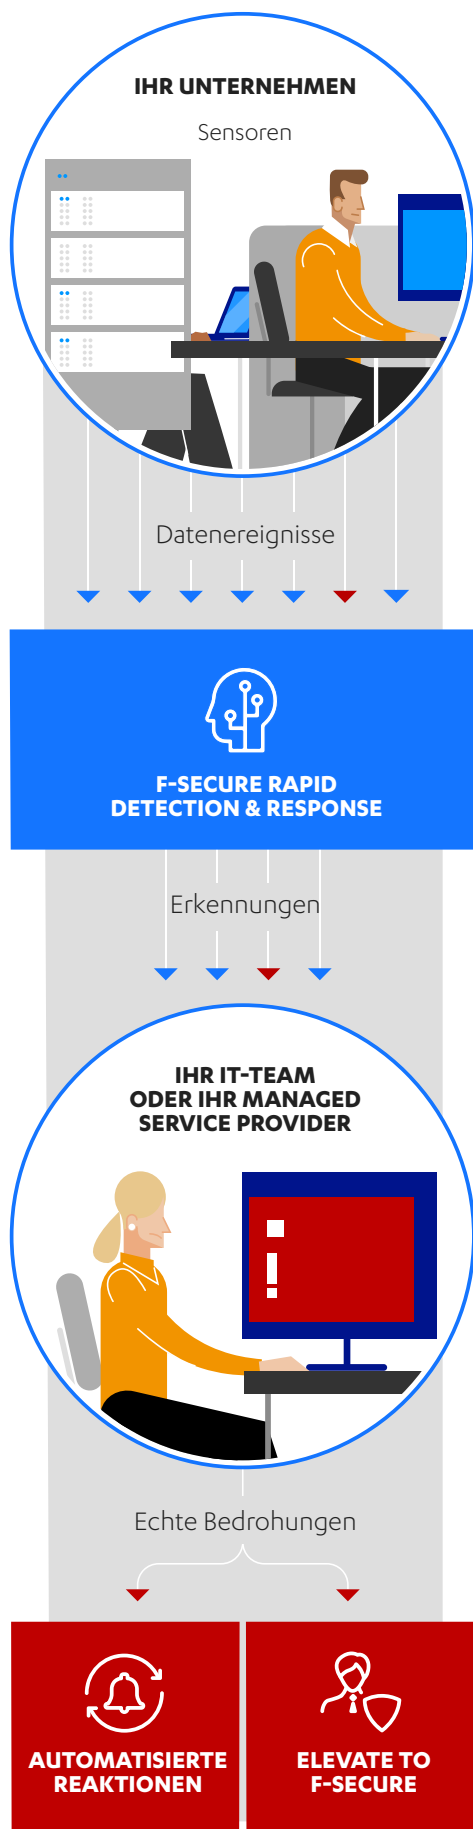 IHR UNTERNEHMEN
Sensoren
Datenereignisse
F-SECURE RAPID
DETECTION & RESPONSE
Erkennungen
IHR IT-TEAM
ODER IHR MANAGED
SERVICE PROVIDER
Echte Bedrohungen
AUTOMATISIERTE
REAKTIONEN
ELEVATE TO
F-SECURE